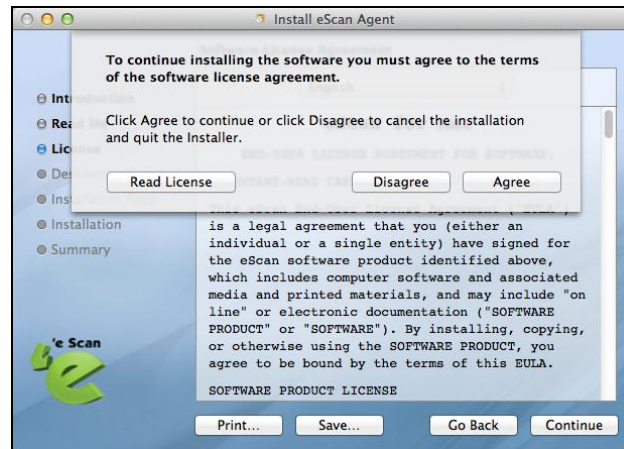 Install eScan Agent
To continue installing the software you must agree to the terms
of the software license agreement.
Click Agree to continue or click Disagree to cancel the installation
and quit the Installer.
Read License
Disagree
Agree
Introduction
Read
License
Installation
Summary
This eScan End-User License Agreement ("EULA")
is a legal agreement that you (either an
individual or a single entity) have signed for
the eScan software product identified above,
which includes computer software and associated
media and printed materials, and may include "on
line" or electronic documentation ("SOFTWARE
PRODUCT" or "SOFTWARE"). By installing, copying,
or otherwise using the SOFTWARE PRODUCT, you
agree to be bound by the terms of this EULA.
SOFTWARE PRODUCT LICENSE
e Scan
Print...
Save...
Go Back
Continue